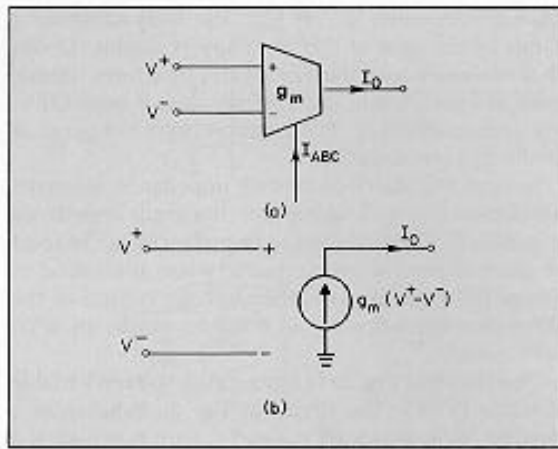 V+
+
gm
IO
V-
-
IABC
(a)
V+
+
IO
gm (V+-V-)
V-
-
(b)